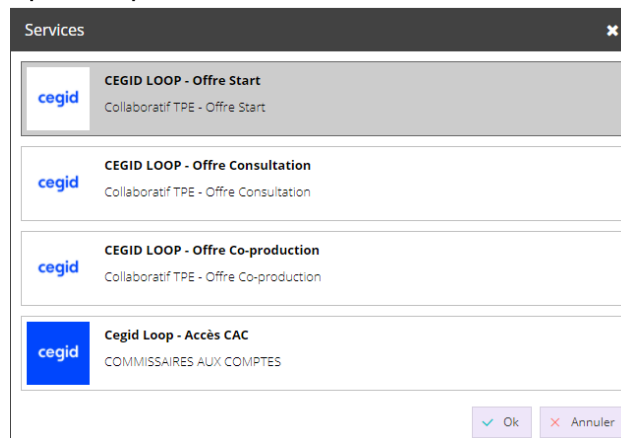 Services
cegid
CEGID LOOP - Offre Start
Collaboratif TPE - Offre Start
cegid
CEGID LOOP - Offre Consultation
Collaboratif TPE - Offre Consultation
cegid
CEGID LOOP - Offre Co-production
Collaboratif TPE - Offre Co-production
cegid
Cegid Loop - Accès CAC
COMMISSAIRES AUX COMPTES
Ok Annuler